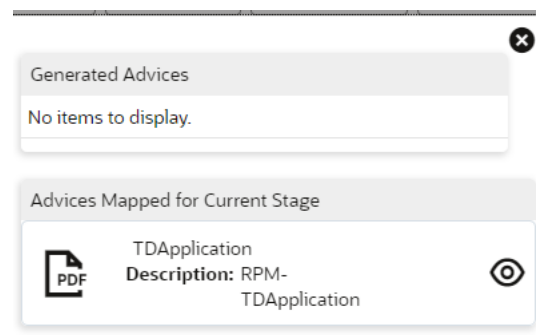 Generated Advices
No items to display.
Advices Mapped for Current Stage
PDF
TDApplication
Description: RPM-
TDApplication